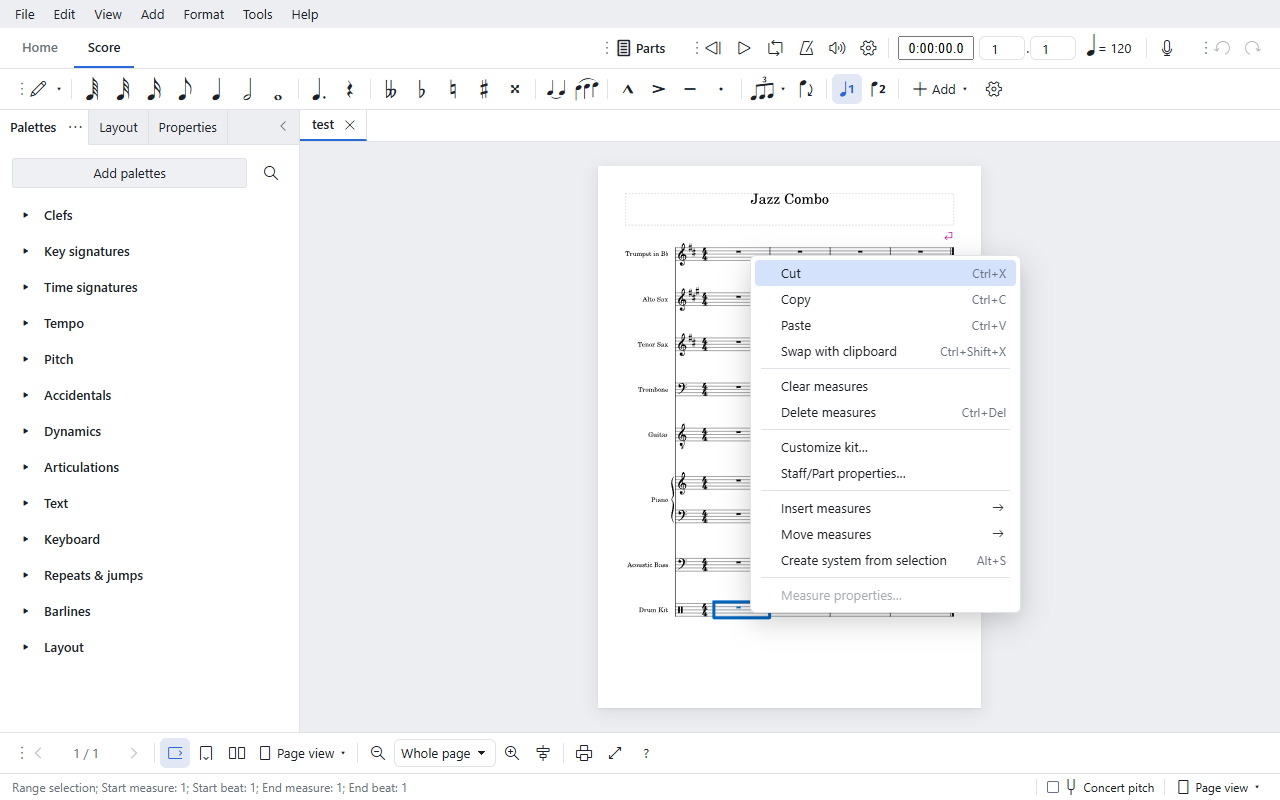 File Edit View Add Format Tools Help
Home Score Parts 0:00:00.0 1 . 1 = 120
3 1 2 Add
Palettes Layout Properties test
Add palettes
Clefs
Key signatures
Time signatures
Tempo
Pitch
Accidentals
Dynamics
Articulations
Text
Keyboard
Repeats & jumps
Barlines
Layout
Jazz Combo
Trumpet in B♭
Alto Sax
Tenor Sax
Trombone
Guitar
Piano
Acoustic Bass
Drum Kit
Cut Ctrl+X
Copy Ctrl+C
Paste Ctrl+V
Swap with clipboard Ctrl+Shift+X
Clear measures
Delete measures Ctrl+Del
Customize kit...
Staff/Part properties...
Insert measures
Move measures
Create system from selection Alt+S
Measure properties...
1 / 1 Page view Whole page ?
Range selection; Start measure: 1; Start beat: 1; End measure: 1; End beat: 1 Concert pitch Page view